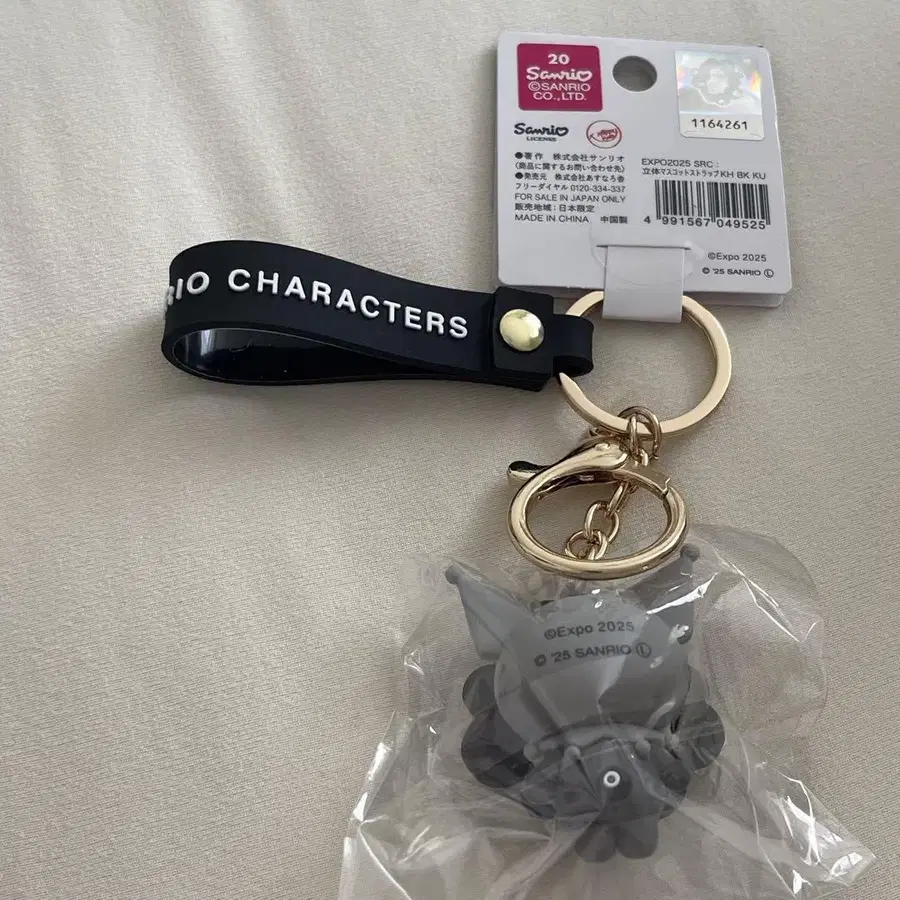 20
Sanrio
©SANRIO
CO.,LTD.
1164261
Sanrio
LICENSE
●著作 株式会社サンリオ
(商品に関するお問い合わせ先)
●発売元 株式会社あすなろ舎
フリーダイヤル 0120-334-337
FOR SALE IN JAPAN ONLY
販売地域:日本限定
MADE IN CHINA 中国製
EXPO2025 SRC :
立体マスコットストラップKH BK KU
4 991567 049525
©Expo 2025
© '25 SANRIO Ⓛ
RIO CHARACTERS
©Expo 2025
© '25 SANRIO Ⓛ